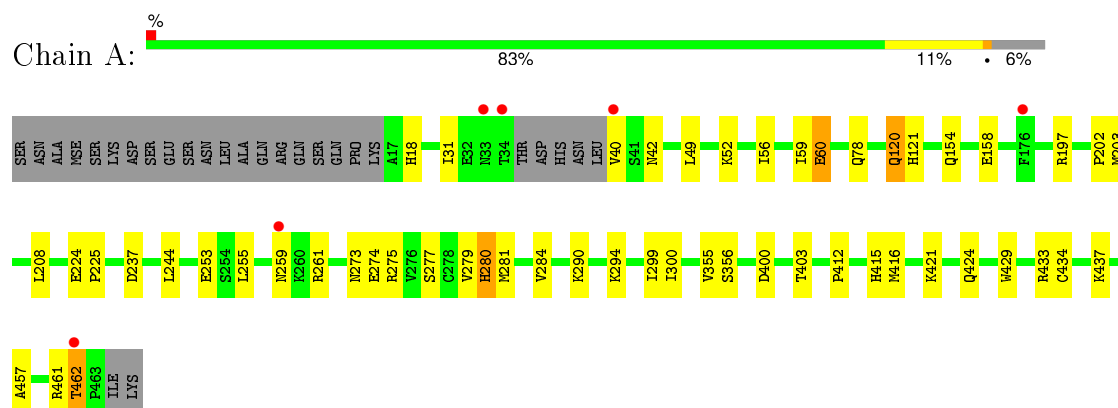 %
Chain A:
83% 11% • 6%
SER ASN ALA MSE SER LYS ASP SER GLU SER ASN LEU ALA GLN ARG GLN SER GLN PRO LYS A17 H18 I31 E32 N33 T34 THR ASP HIS ASN LEU V40 S41 N42 L49 K52 I56 I59 E60 Q78 Q120 H121 Q154 E158 F176 R197 P202 M203
L208 E224 P225 D237 L244 E253 S254 L255 N259 K260 R261 N273 E274 R275 V276 S277 C278 V279 E280 M281 V284 K290 K294 I299 I300 V355 S356 D400 T403 P412 H415 M416 K421 Q424 W429 R433 C434 K437
A457 R461 T462 P463 ILE LYS